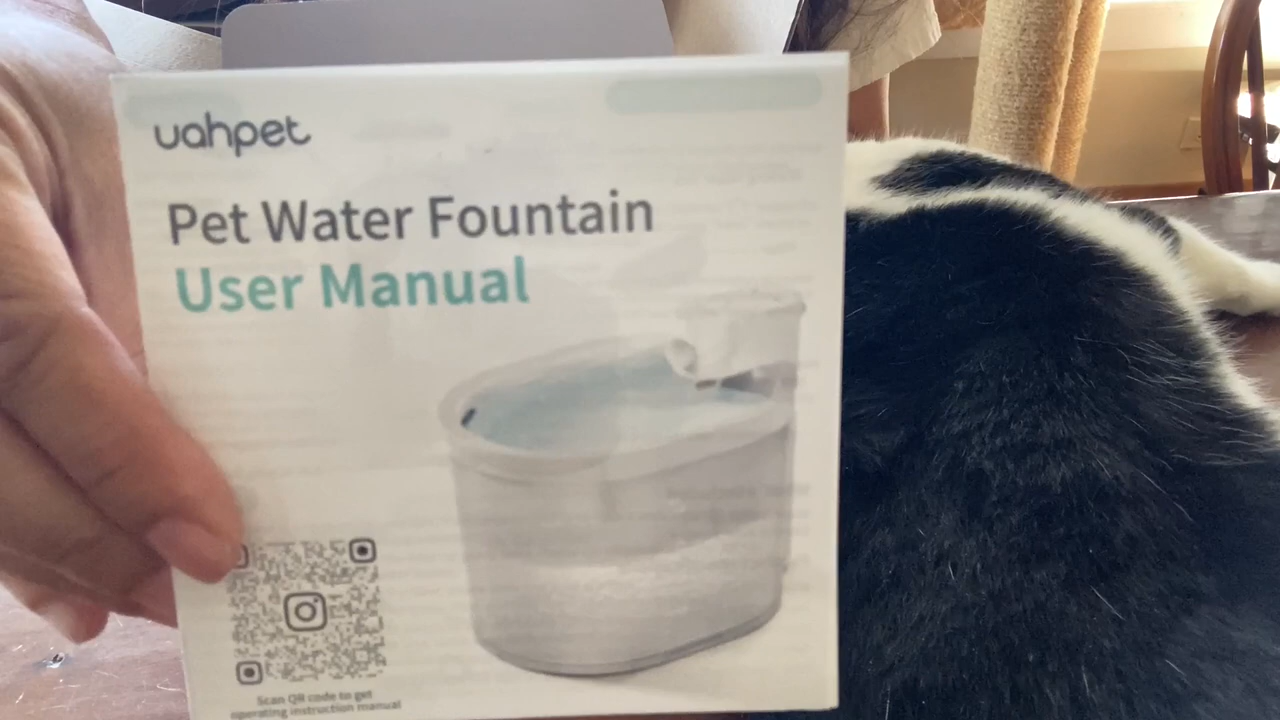 uahpet
Pet Water Fountain
User Manual
Scan QR code to get
operating instruction manual